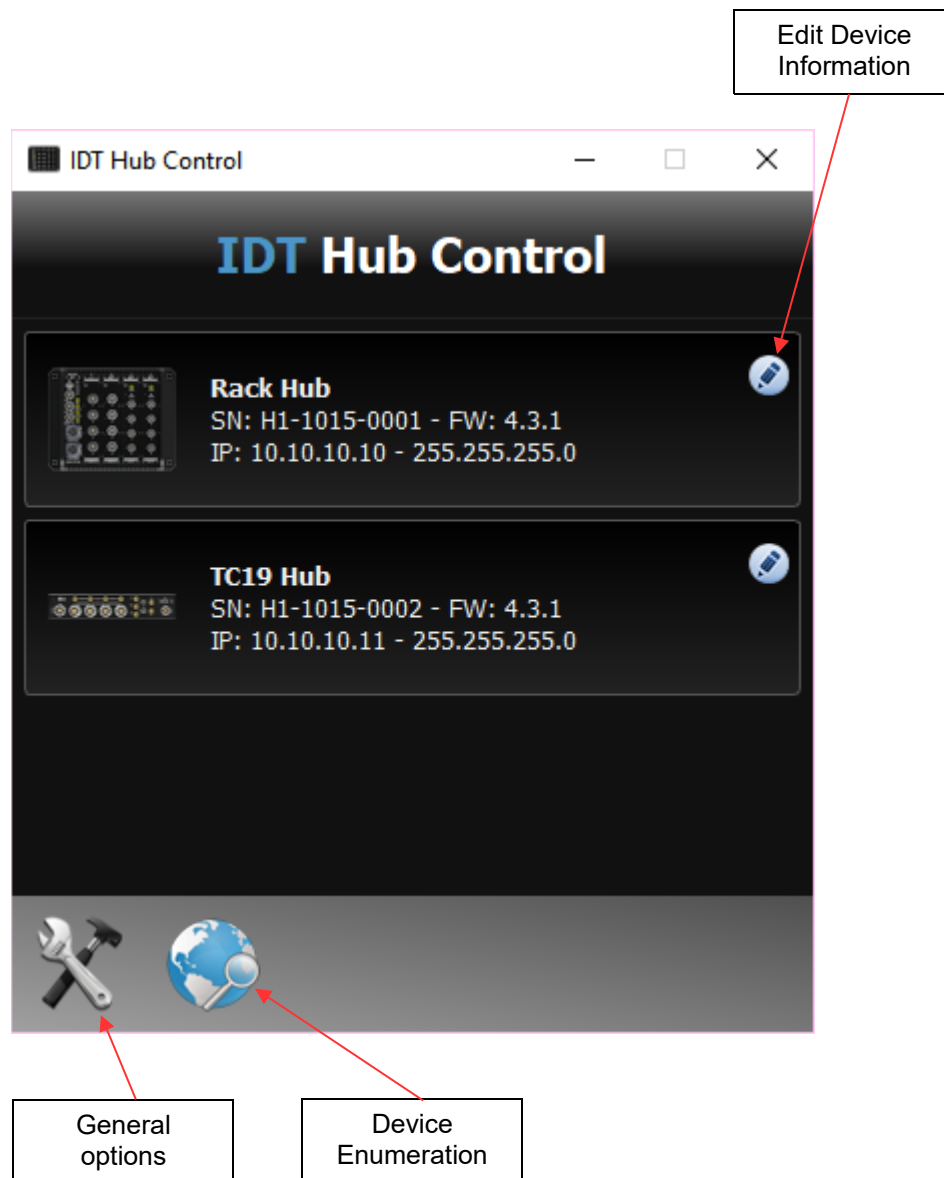 Edit Device
Information
IDT Hub Control
IDT Hub Control
Rack Hub
SN: H1-1015-0001 - FW: 4.3.1
IP: 10.10.10.10 - 255.255.255.0
TC19 Hub
SN: H1-1015-0002 - FW: 4.3.1
IP: 10.10.10.11 - 255.255.255.0
General
options
Device
Enumeration